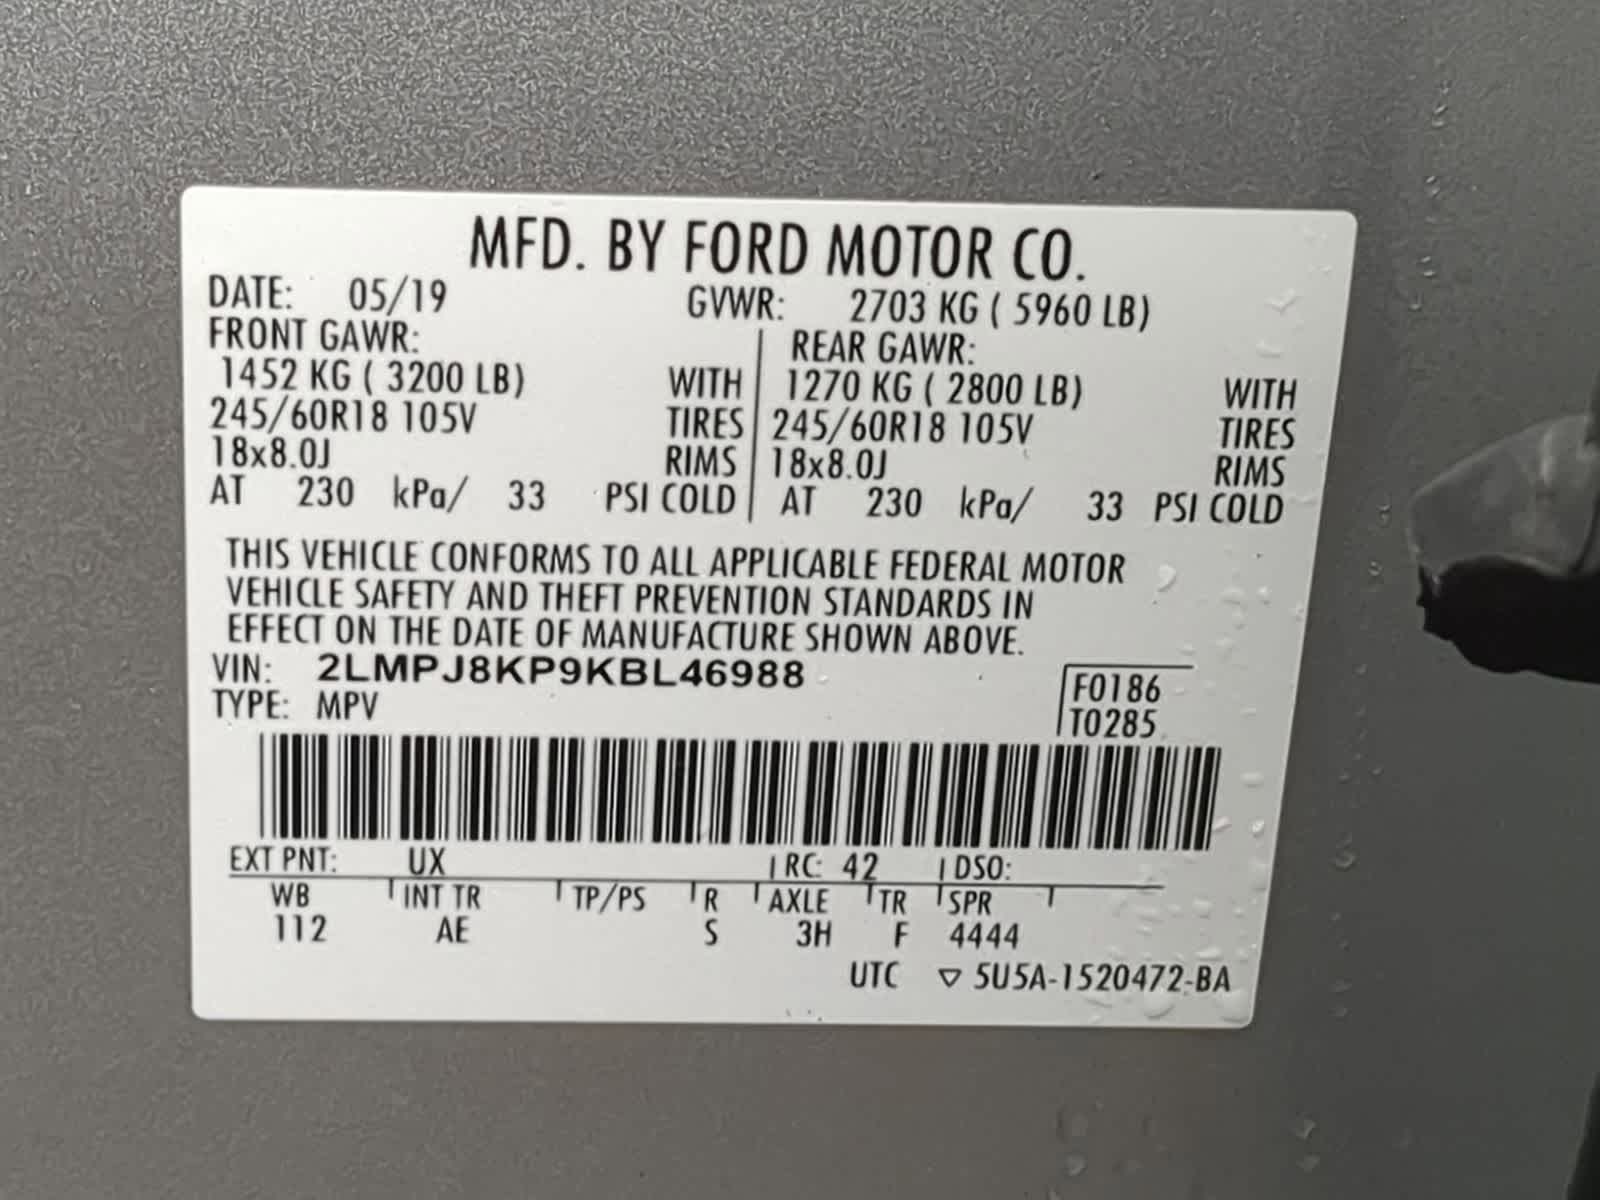 MFD. BY FORD MOTOR CO.
DATE: 05/19 GVWR: 2703 KG ( 5960 LB)
FRONT GAWR: REAR GAWR:
1452 KG ( 3200 LB) WITH 1270 KG ( 2800 LB) WITH
245/60R18 105V TIRES 245/60R18 105V TIRES
18x8.0J RIMS 18x8.0J RIMS
AT 230 kPa/ 33 PSI COLD AT 230 kPa/ 33 PSI COLD
THIS VEHICLE CONFORMS TO ALL APPLICABLE FEDERAL MOTOR
VEHICLE SAFETY AND THEFT PREVENTION STANDARDS IN
EFFECT ON THE DATE OF MANUFACTURE SHOWN ABOVE.
VIN: 2LMPJ8KP9KBL46988
TYPE: MPV
F0186
T0285
EXT PNT: UX RC: 42 DSO:
WB INT TR TP/PS R AXLE TR SPR
112 AE S 3H F 4444
UTC ▽ 5U5A-1520472-BA